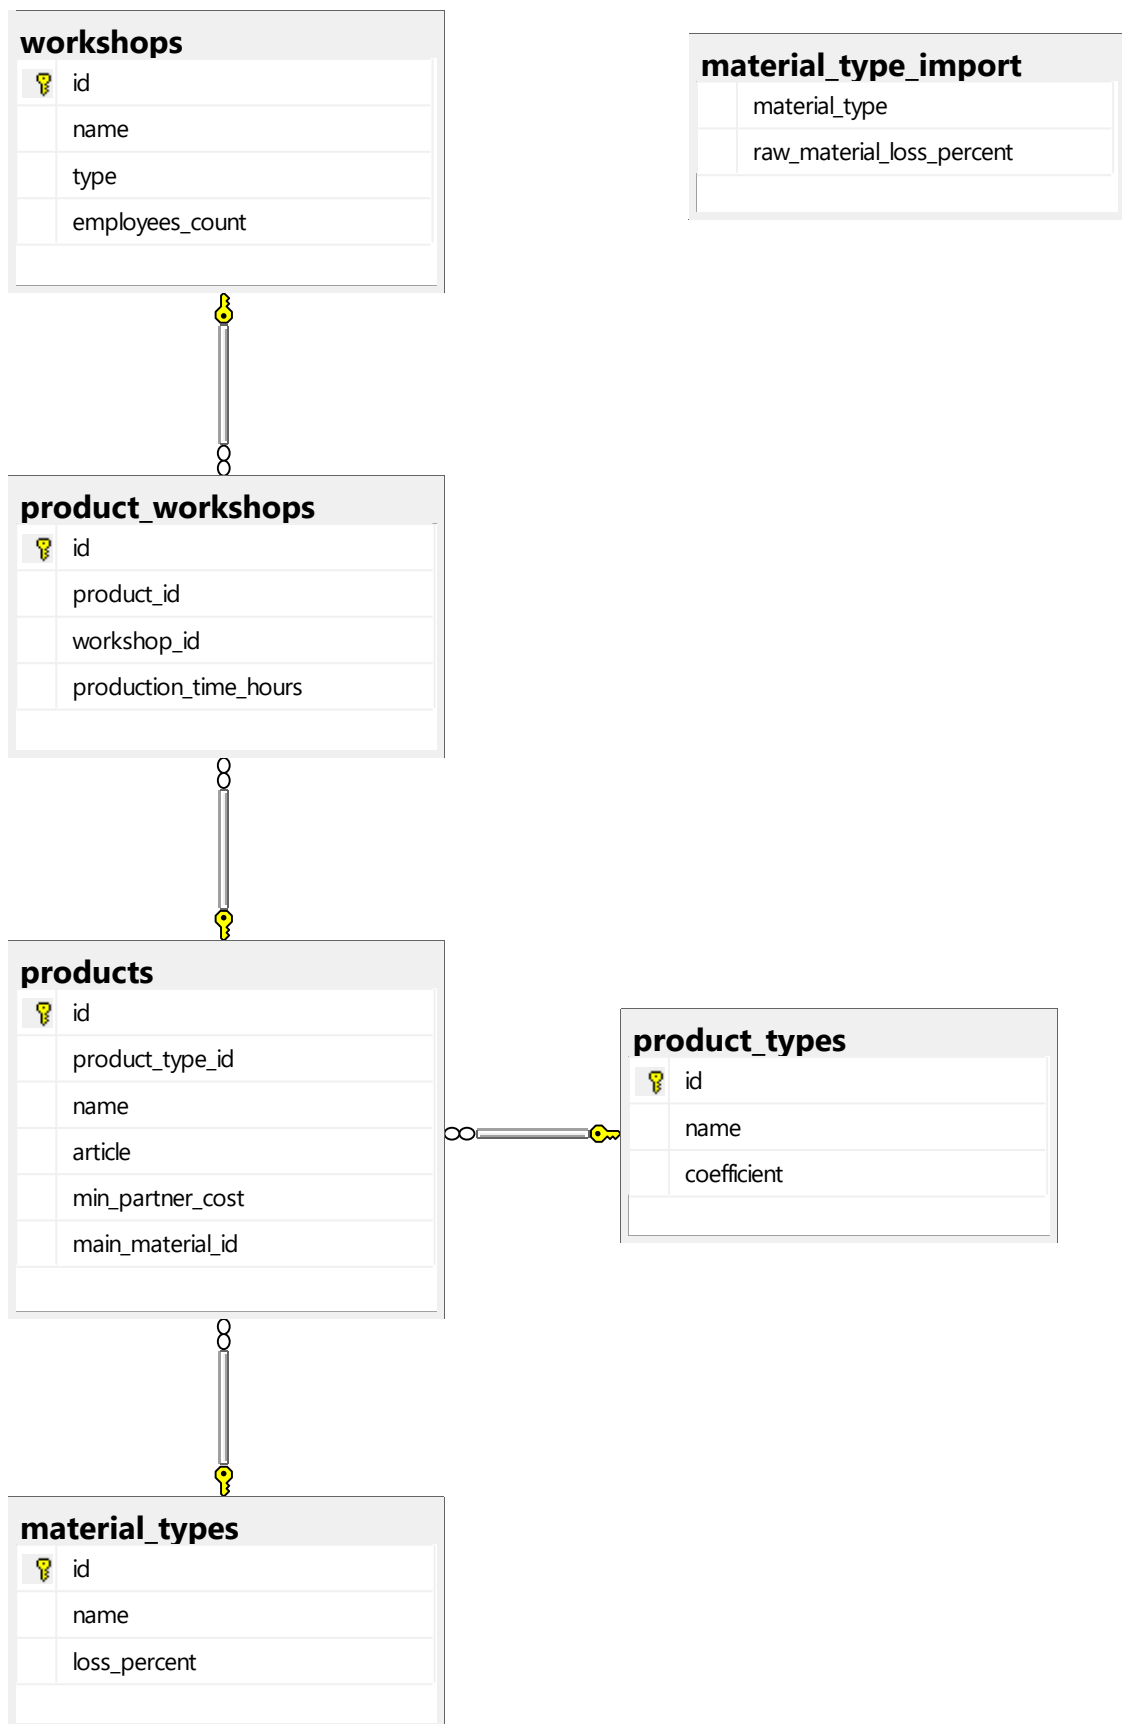 workshops
id
name
type
employees_count
material_type_import
material_type
raw_material_loss_percent
product_workshops
id
product_id
workshop_id
production_time_hours
products
id
product_type_id
name
article
min_partner_cost
main_material_id
product_types
id
name
coefficient
material_types
id
name
loss_percent